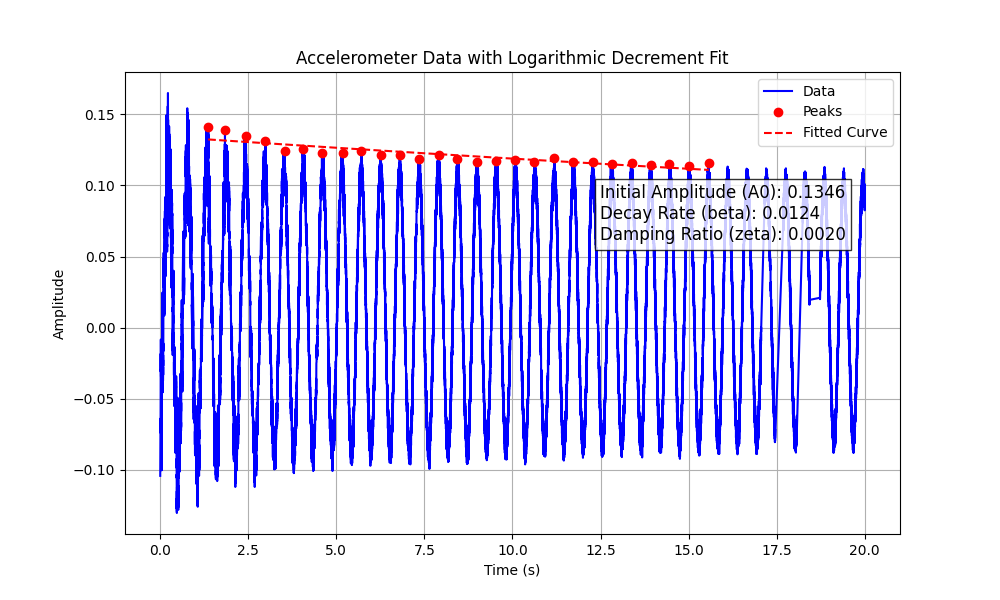 Accelerometer Data with Logarithmic Decrement Fit
Data
Peaks
Fitted Curve
Initial Amplitude (A0): 0.1346
Decay Rate (beta): 0.0124
Damping Ratio (zeta): 0.0020
Amplitude
0.15
0.10
0.05
0.00
−0.05
−0.10
0.0 2.5 5.0 7.5 10.0 12.5 15.0 17.5 20.0
Time (s)